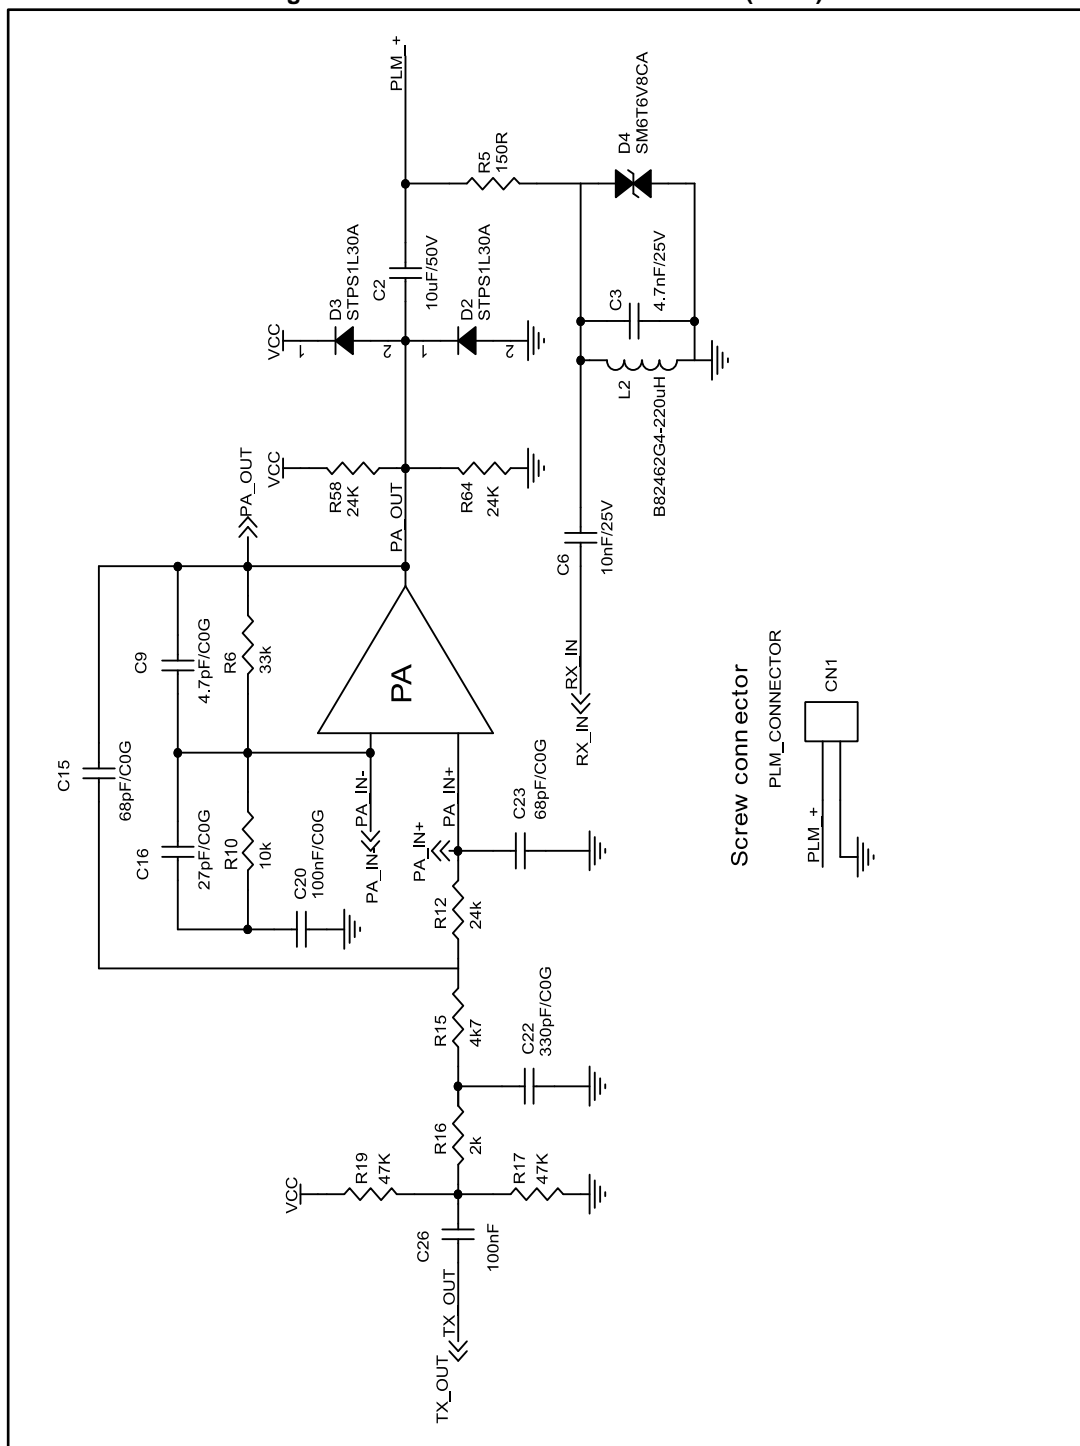 PLM_+
R5
150R
D4
SM6T6V8CA
C3
4.7nF/25V
L2
B82462G4-220uH
C2
10uF/50V
VCC
1
D3
STPS1L30A
2
1
D2
STPS1L30A
2
VCC
R58
24K
PA_OUT
R64
24K
PA_OUT
C6
10nF/25V
RX_IN
RX_IN
C9
4.7pF/C0G
R6
33k
PA
C15
68pF/C0G
C16
27pF/C0G
R10
10k
C20
100nF/C0G
PA_IN-
PA_IN-
PA_IN+
PA_IN+
C23
68pF/C0G
R12
24k
R15
4k7
C22
330pF/C0G
R16
2k
VCC
R19
47K
R17
47K
C26
100nF
TX_OUT
TX_OUT
Screw connector
PLM_CONNECTOR
CN1
PLM_+